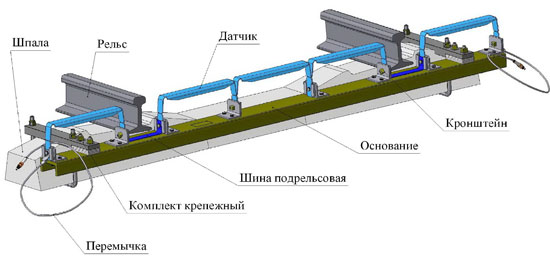 Шпала
Рельс
Датчик
Кронштейн
Основание
Шина подрельсовая
Комплект крепежный
Перемычка